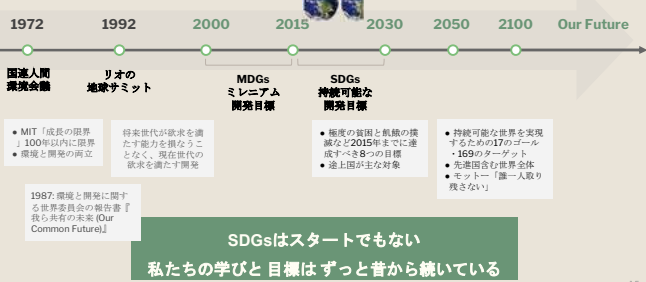 1972
1992
2000
2015
2030
2050
2100
Our Future
国連人間
環境会議
リオの
地球サミット
MDGs
ミレニアム
開発目標
SDGs
持続可能な
開発目標
● MIT「成長の限界
」100年以内に限界
● 環境と開発の両立
将来世代が欲求を満
たす能力を損なうこ
となく、現在世代の
欲求を満たす開発
● 極度の貧困と飢餓の撲
滅など2015年までに達
成すべき8つの目標
● 途上国が主な対象
● 持続可能な世界を実現
するための17のゴール
・169のターゲット
● 先進国含む世界全体
● モットー「誰一人取り
残さない」
1987: 環境と開発に関す
る世界委員会の報告書『
我ら共有の未来 (Our
Common Future)』
SDGsはスタートでもない
私たちの学びと 目標は ずっと昔から続いている